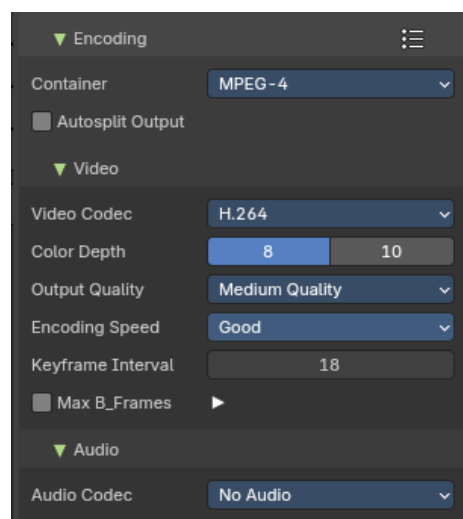 Encoding
Container MPEG-4
Autosplit Output
Video
Video Codec H.264
Color Depth 8 10
Output Quality Medium Quality
Encoding Speed Good
Keyframe Interval 18
Max B_Frames
Audio
Audio Codec No Audio